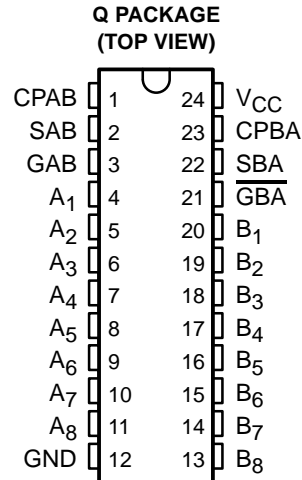 Q PACKAGE
(TOP VIEW)
CPAB 1 24 VCC
SAB 2 23 CPBA
GAB 3 22 SBA
A1 4 21 G̅B̅A̅
A2 5 20 B1
A3 6 19 B2
A4 7 18 B3
A5 8 17 B4
A6 9 16 B5
A7 10 15 B6
A8 11 14 B7
GND 12 13 B8